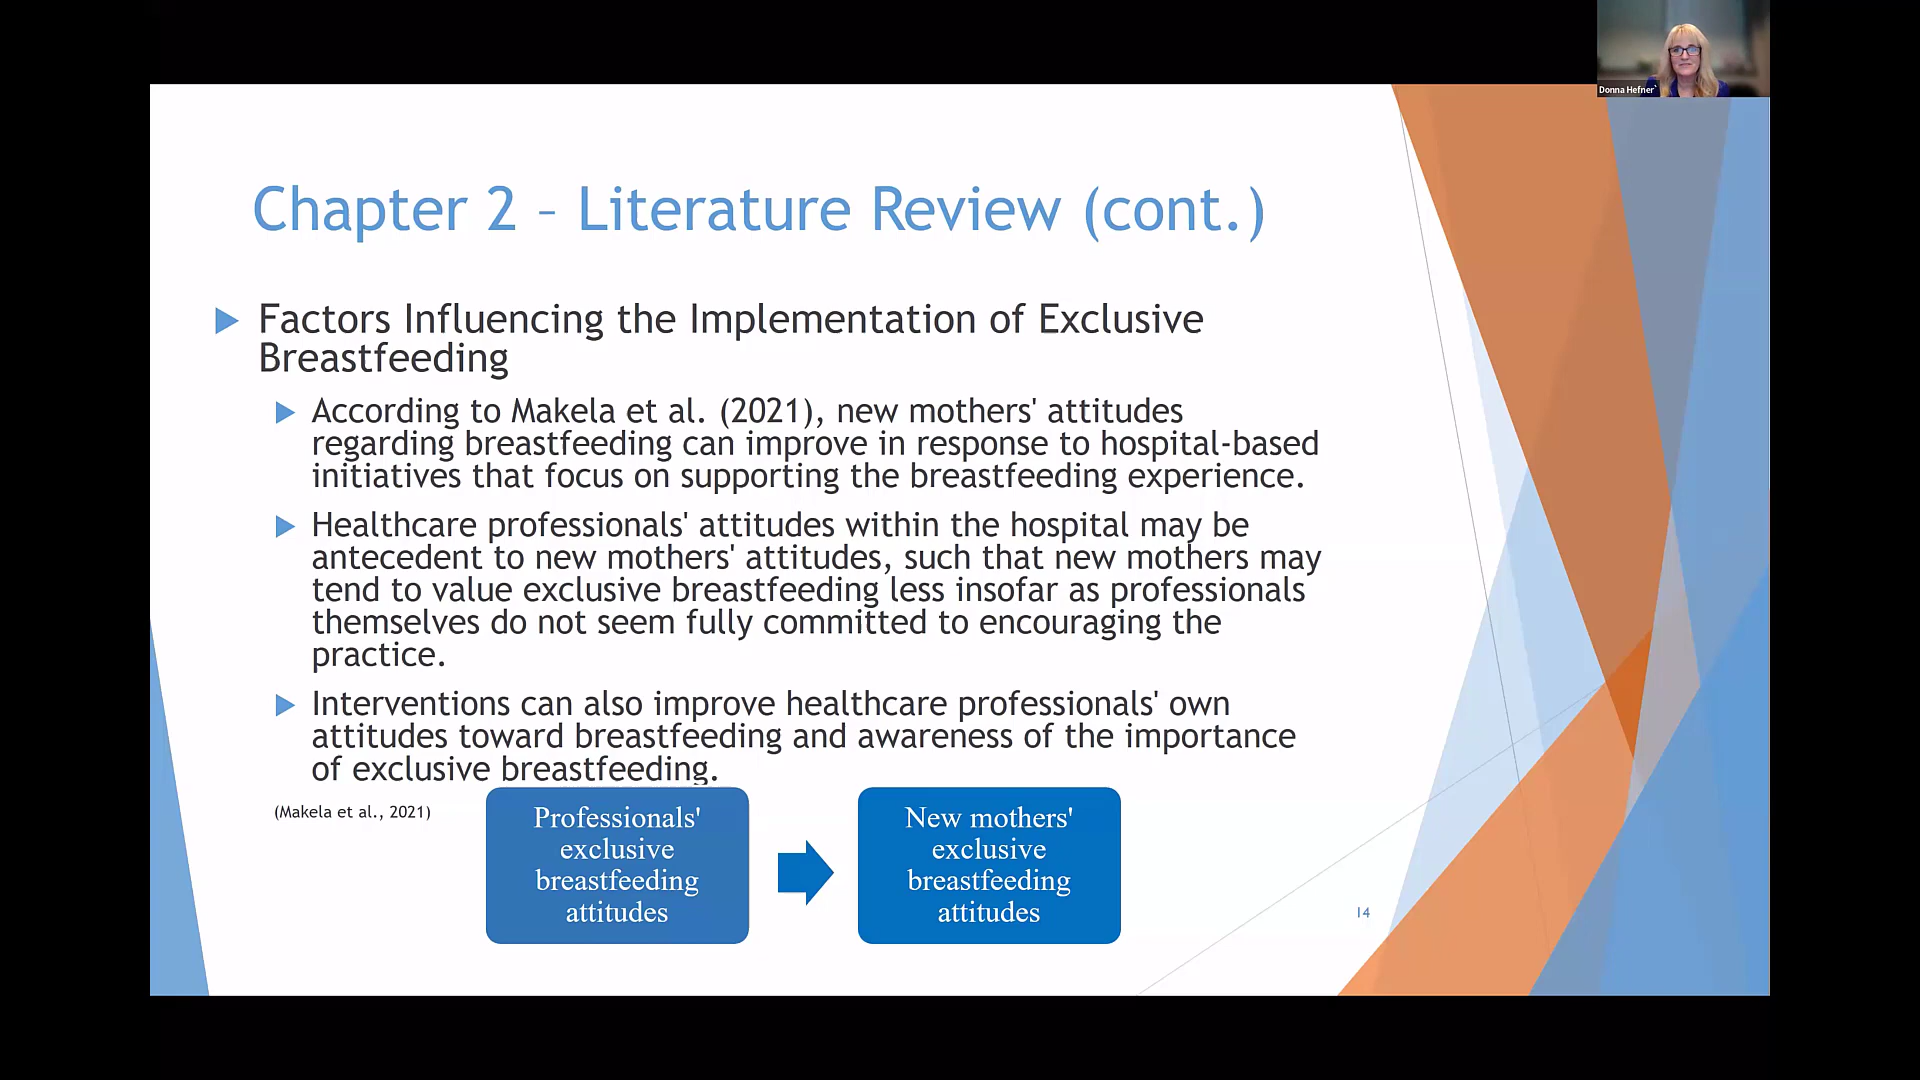 Donna Hefner`
Chapter 2 – Literature Review (cont.)
Factors Influencing the Implementation of Exclusive
Breastfeeding
According to Makela et al. (2021), new mothers' attitudes
regarding breastfeeding can improve in response to hospital-based
initiatives that focus on supporting the breastfeeding experience.
Healthcare professionals' attitudes within the hospital may be
antecedent to new mothers' attitudes, such that new mothers may
tend to value exclusive breastfeeding less insofar as professionals
themselves do not seem fully committed to encouraging the
practice.
Interventions can also improve healthcare professionals' own
attitudes toward breastfeeding and awareness of the importance
of exclusive breastfeeding.
(Makela et al., 2021)
Professionals'
exclusive
breastfeeding
attitudes
New mothers'
exclusive
breastfeeding
attitudes
14